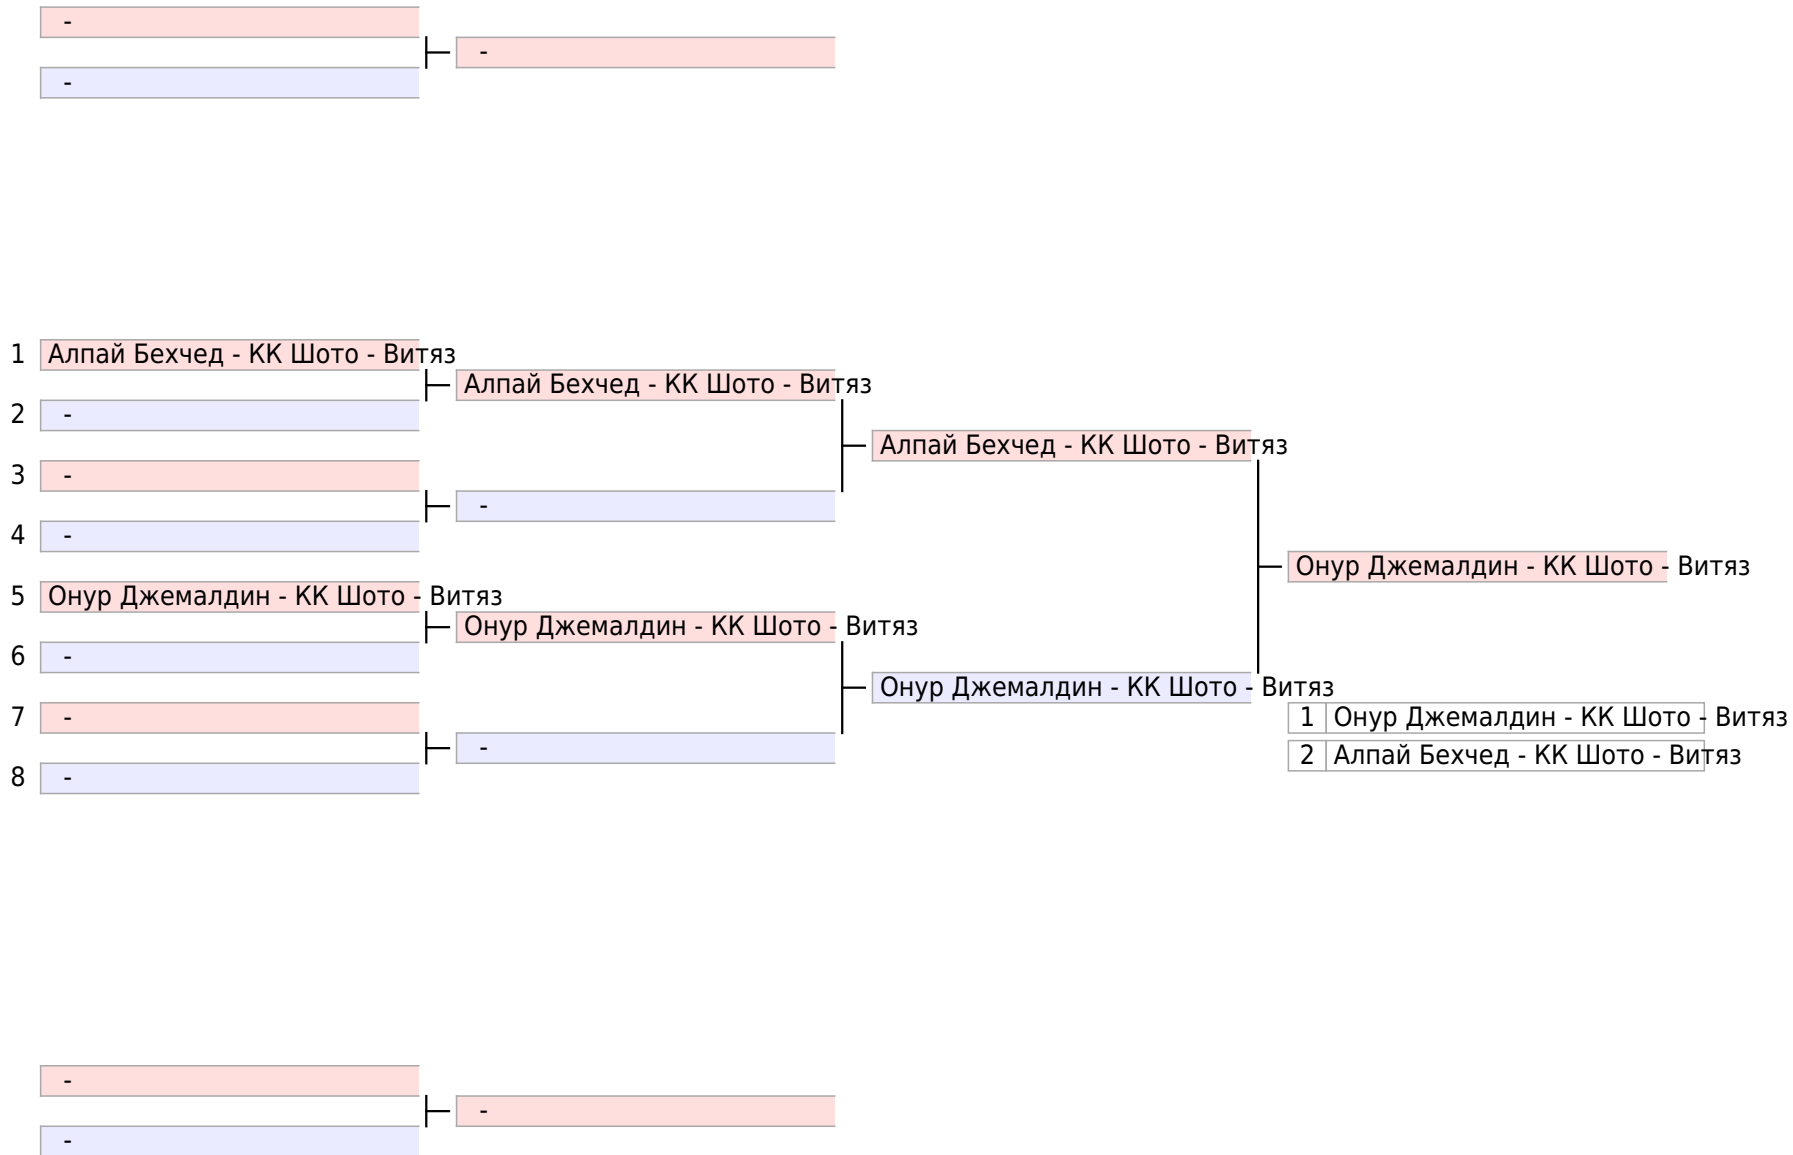 -
-
-
1 Алпай Бехчед - КК Шото - Витяз
Алпай Бехчед - КК Шото - Витяз
2 -
Алпай Бехчед - КК Шото - Витяз
3 -
-
4 -
Онур Джемалдин - КК Шото - Витяз
5 Онур Джемалдин - КК Шото - Витяз
Онур Джемалдин - КК Шото - Витяз
6 -
Онур Джемалдин - КК Шото - Витяз
7 -
1 Онур Джемалдин - КК Шото - Витяз
-
2 Алпай Бехчед - КК Шото - Витяз
8 -
-
-
-